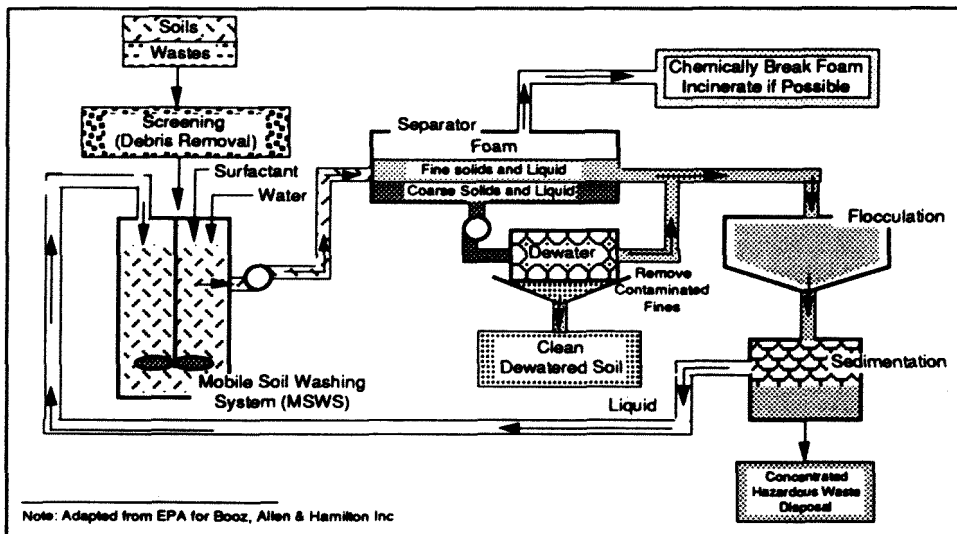 Soils
Wastes
Screening
(Debris Removal)
Surfactant
Water
Mobile Soil Washing
System (MSWS)
Separator
Foam
Fine solids and Liquid
Coarse Solids and Liquid
Chemically Break Foam
Incinerate if Possible
Dewater
Remove
Contaminated
Fines
Clean
Dewatered Soil
Flocculation
Sedimentation
Liquid
Concentrated
Hazardous Waste
Disposal
Note: Adapted from EPA for Booz, Allen & Hamilton Inc